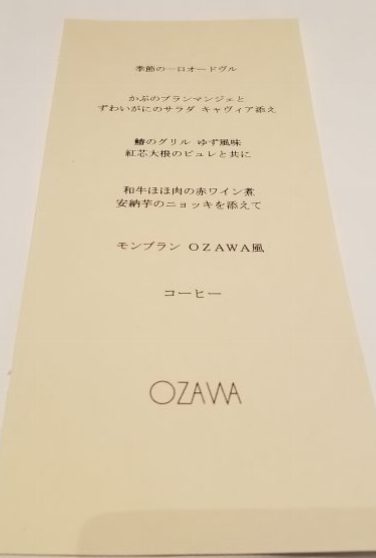 季節の一口オードヴル
かぶのブランマンジェと
ずわいがにのサラダ キャヴィア添え
鰆のグリル ゆず風味
紅芯大根のピュレと共に
和牛ほほ肉の赤ワイン煮
安納芋のニョッキを添えて
モンブラン OZAWA風
コーヒー
OZAWA